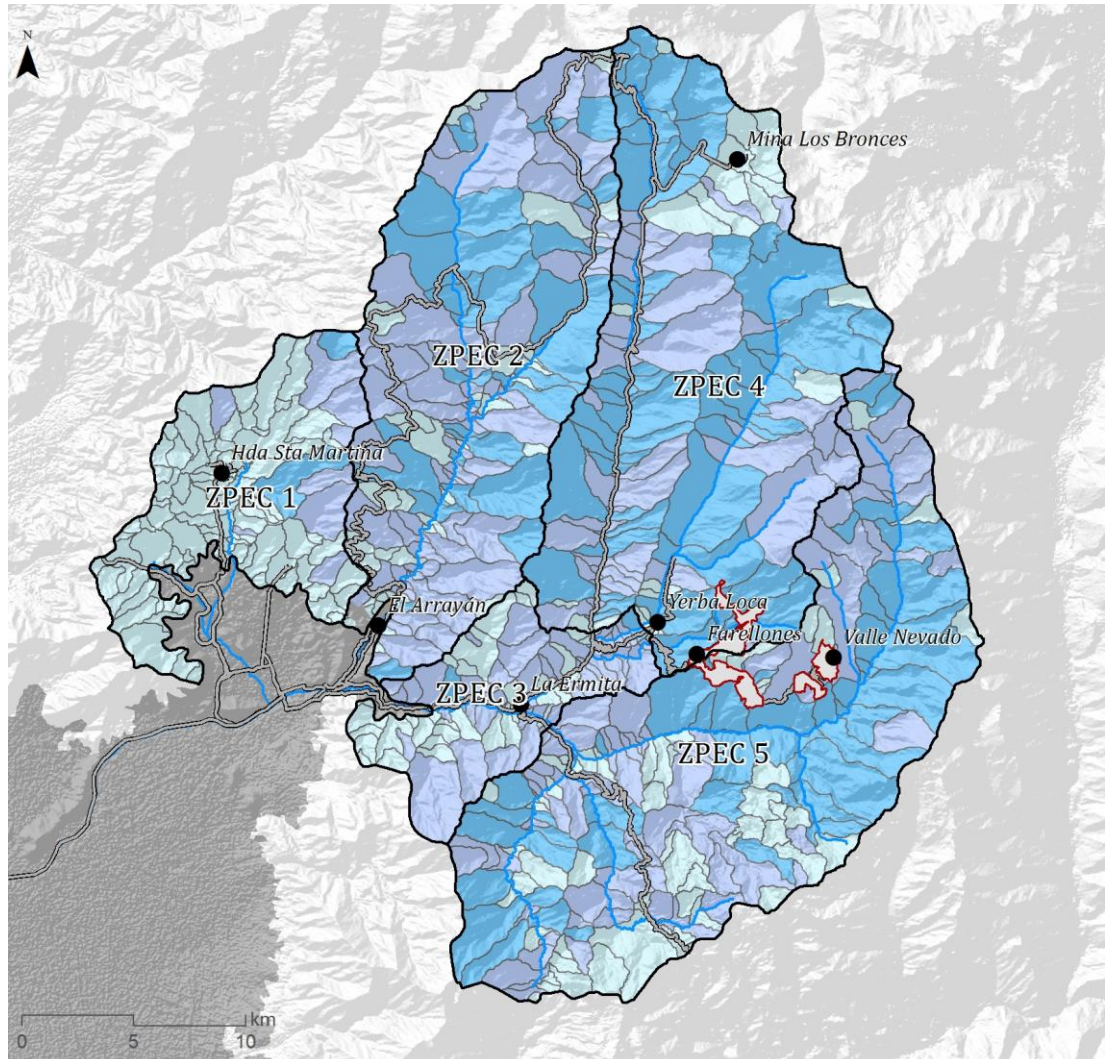 N
Mina Los Bronces
ZPEC 2
ZPEC 4
Hda Sta Martina
ZPEC 1
El Arrayán
Yerba Loca
Farellones
Valle Nevado
La Ermita
ZPEC 3
ZPEC 5
km
0 5 10